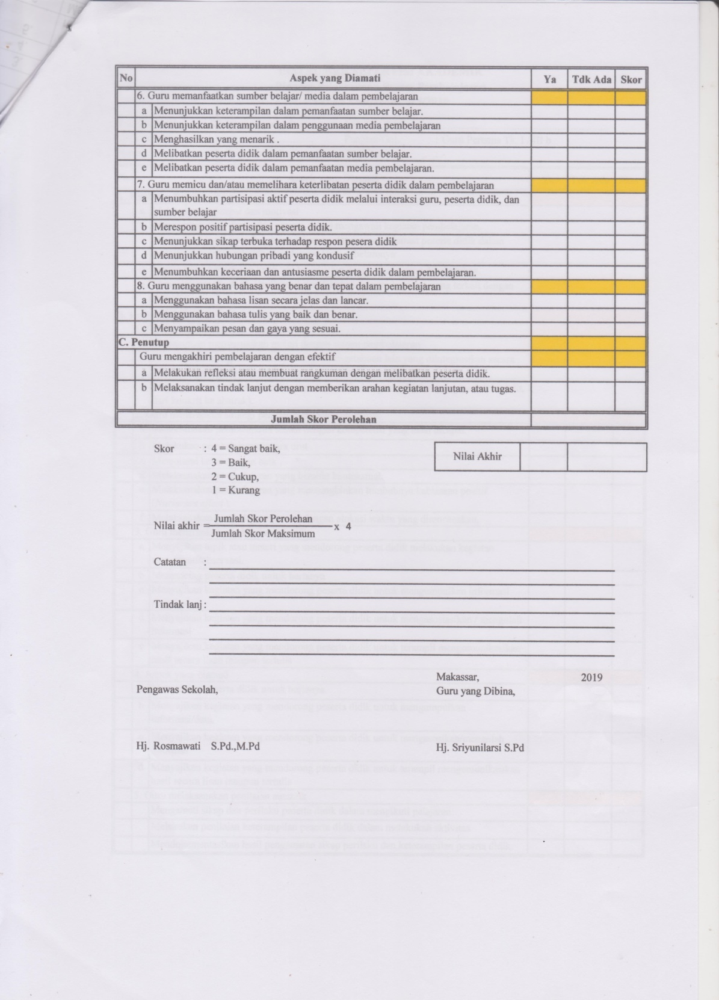 No Aspek yang Diamati Ya Tdk Ada Skor
6. Guru memanfaatkan sumber belajar/ media dalam pembelajaran
a Menunjukkan keterampilan dalam pemanfaatan sumber belajar.
b Menunjukkan keterampilan dalam penggunaan media pembelajaran
c Menghasilkan yang menarik .
d Melibatkan peserta didik dalam pemanfaatan sumber belajar.
e Melibatkan peserta didik dalam pemanfaatan media pembelajaran.
7. Guru memicu dan/atau memelihara keterlibatan peserta didik dalam pembelajaran
a Menumbuhkan partisipasi aktif peserta didik melalui interaksi guru, peserta didik, dan
sumber belajar
b Merespon positif partisipasi peserta didik.
c Menunjukkan sikap terbuka terhadap respon pesera didik
d Menunjukkan hubungan pribadi yang kondusif
e Menumbuhkan keceriaan dan antusiasme peserta didik dalam pembelajaran.
8. Guru menggunakan bahasa yang benar dan tepat dalam pembelajaran
a Menggunakan bahasa lisan secara jelas dan lancar.
b Menggunakan bahasa tulis yang baik dan benar.
c Menyampaikan pesan dan gaya yang sesuai.
C. Penutup
Guru mengakhiri pembelajaran dengan efektif
a Melakukan refleksi atau membuat rangkuman dengan melibatkan peserta didik.
b Melaksanakan tindak lanjut dengan memberikan arahan kegiatan lanjutan, atau tugas.
Jumlah Skor Perolehan
Skor : 4 = Sangat baik,
3 = Baik,
2 = Cukup,
1 = Kurang
Nilai Akhir
Nilai akhir = Jumlah Skor Perolehan x 4
Jumlah Skor Maksimum
Catatan :
Tindak lanj :
Makassar, 2019
Pengawas Sekolah, Guru yang Dibina,
Hj. Rosmawati S.Pd.,M.Pd Hj. Sriyunilarsi S.Pd